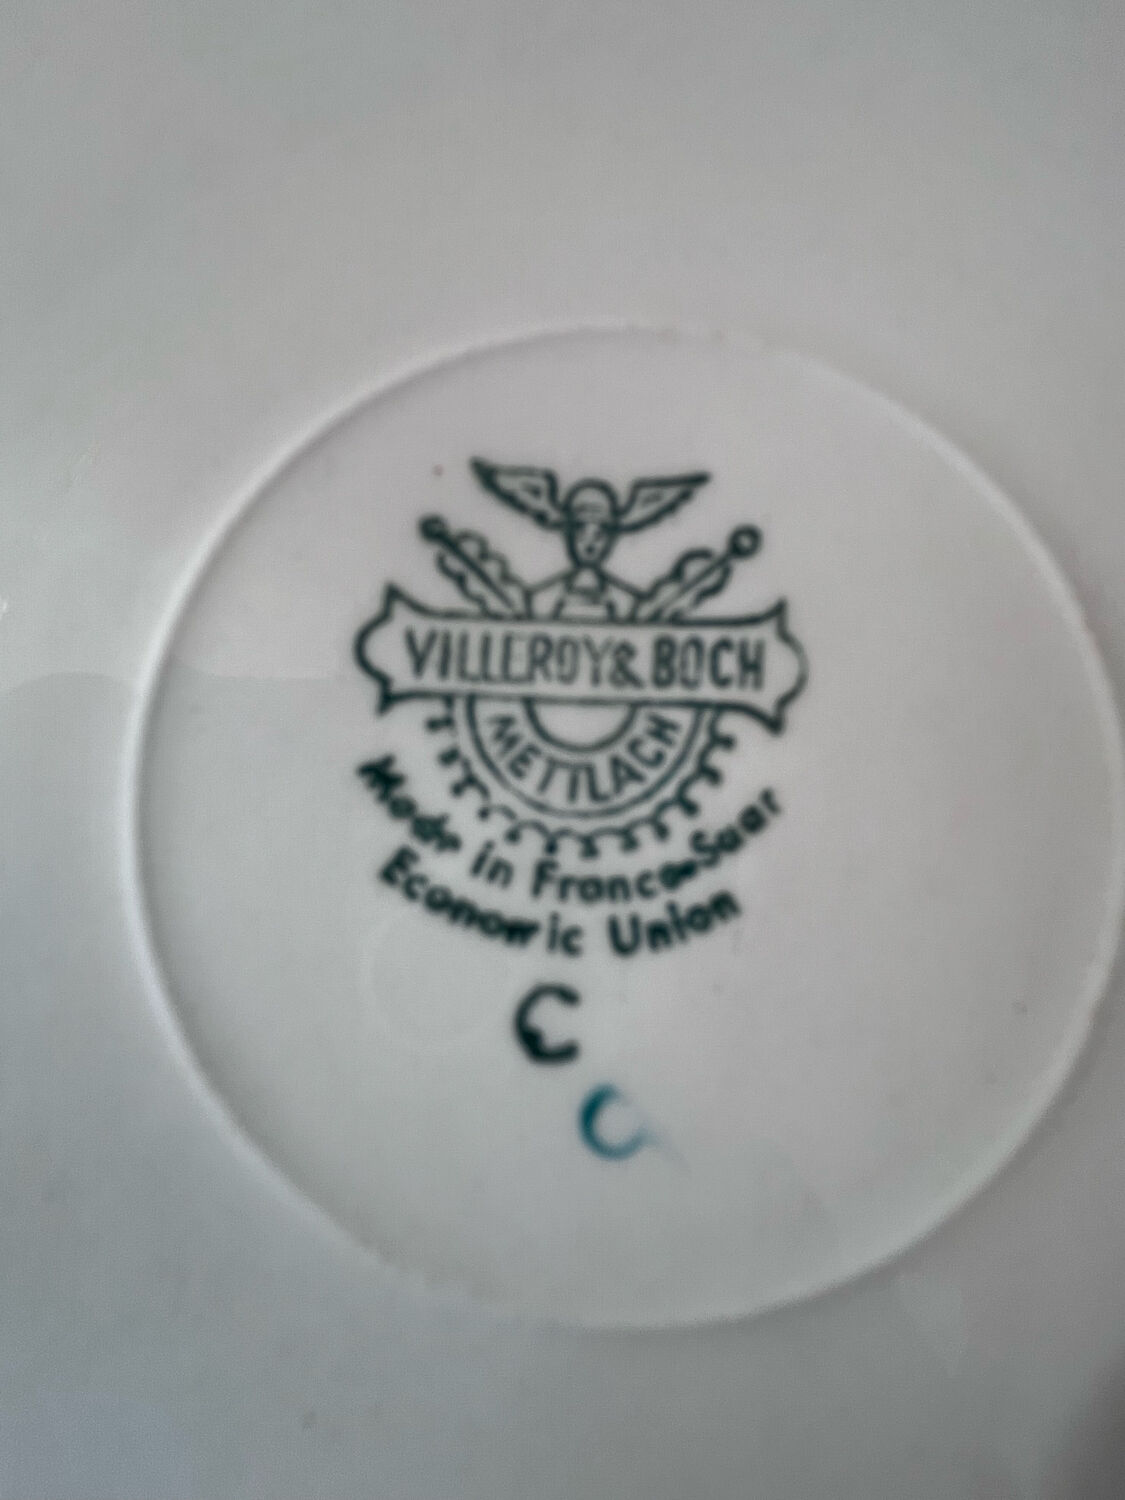 VILLEROY & BOCH
METTLACH
Made in France-Saar
Economic Union
C
C